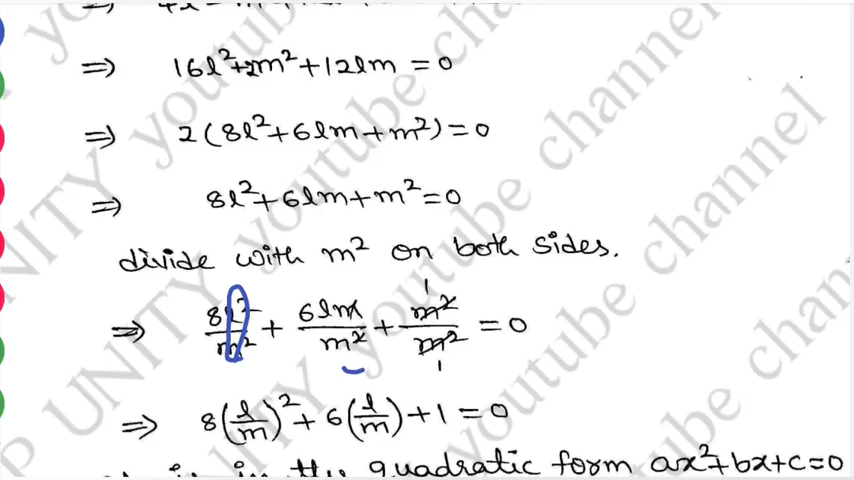 ⇒ 16l²+2m²+12lm = 0
⇒ 2(8l²+6lm+m²) = 0
⇒ 8l²+6lm+m²=0
divide with m² on both sides.
⇒ 8l²/m² + 6lm/m² + m²/m² = 0
⇒ 8(l/m)² + 6(l/m) + 1 = 0
in the quadratic form ax²+bx+c=0
UNITY youtube channel